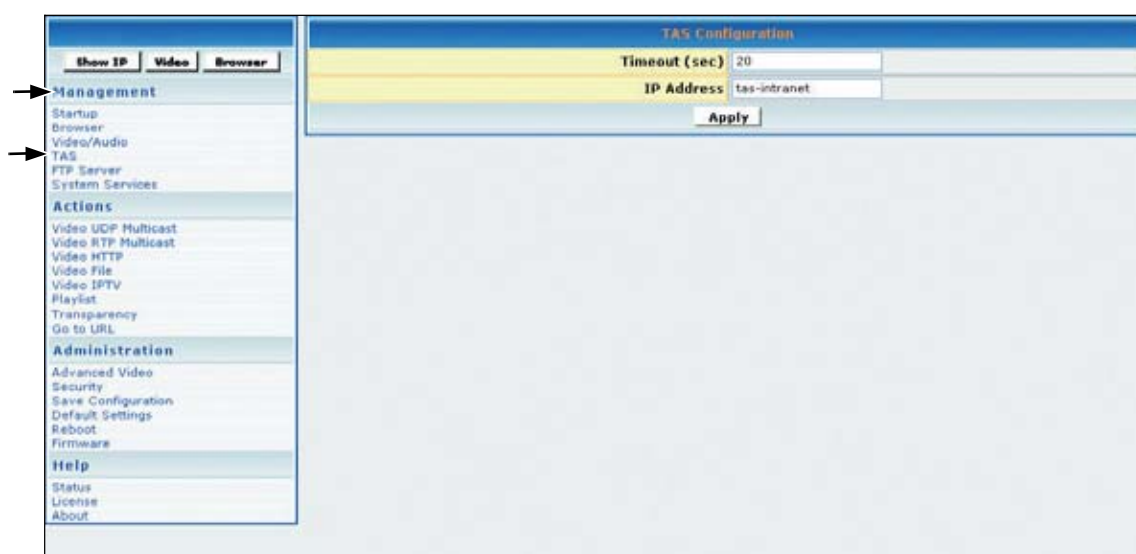 Show IP Video Browser
Management
Startup
Browser
Video/Audio
TAS
FTP Server
System Services
Actions
Video UDP Multicast
Video RTP Multicast
Video HTTP
Video File
Video IPTV
Playlist
Transparency
Go to URL
Administration
Advanced Video
Security
Save Configuration
Default Settings
Reboot
Firmware
Help
Status
License
About
TAS Configuration
Timeout (sec) 20
IP Address tas-intranet
Apply